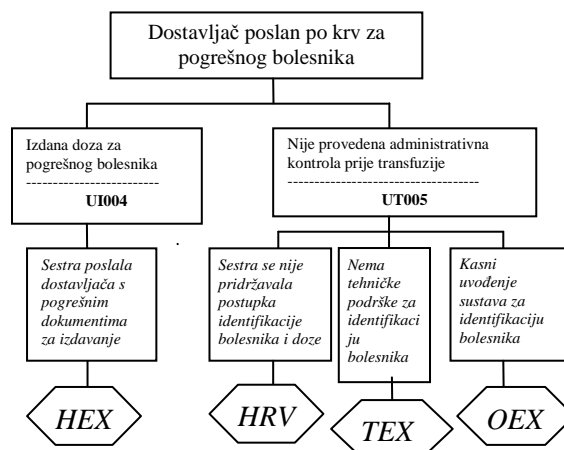 Dostavljač poslan po krv za
pogrešnog bolesnika
Izdana doza za
pogrešnog bolesnika
------------------------
UI004
Nije provedena administrativna
kontrola prije transfuzije
-----------------------------------
UT005
Sestra poslala
dostavljača s
pogrešnim
dokumentima
za izdavanje
Sestra se nije
pridržavala
postupka
identifikacije
bolesnika i doze
Nema
tehničke
podrške za
identifikaci
ju
bolesnika
Kasni
uvođenje
sustava za
identifikaciju
bolesnika
HEX
HRV
TEX
OEX